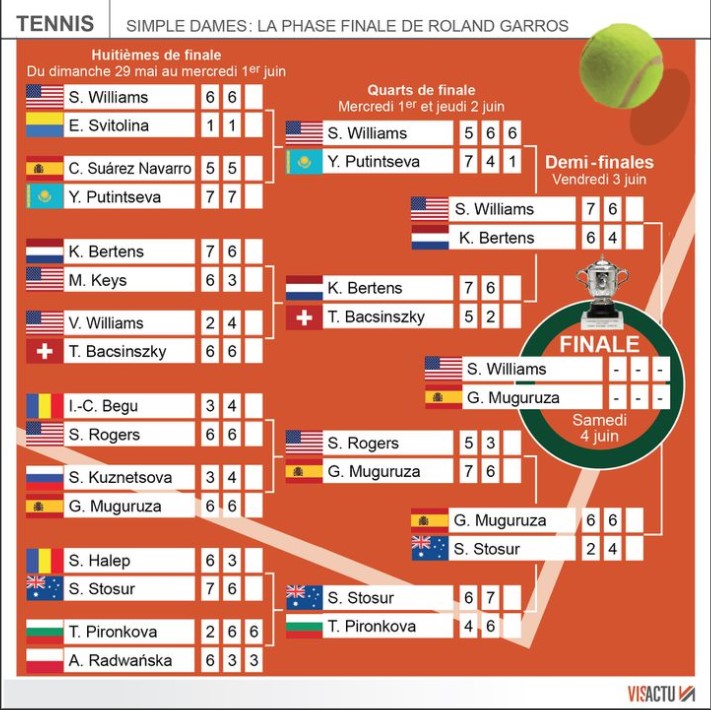 TENNIS
SIMPLE DAMES: LA PHASE FINALE DE ROLAND GARROS
Huitièmes de finale
Du dimanche 29 mai au mercredi 1er juin
S. Williams 6 6
E. Svitolina 1 1
C. Suárez Navarro 5 5
Y. Putintseva 7 7
K. Bertens 7 6
M. Keys 6 3
V. Williams 2 4
T. Bacsinszky 6 6
I.-C. Begu 3 4
S. Rogers 6 6
S. Kuznetsova 3 4
G. Muguruza 6 6
S. Halep 6 3
S. Stosur 7 6
T. Pironkova 2 6 6
A. Radwańska 6 3 3
Quarts de finale
Mercredi 1er et jeudi 2 juin
S. Williams 5 6 6
Y. Putintseva 7 4 1
K. Bertens 7 6
T. Bacsinszky 5 2
S. Rogers 5 3
G. Muguruza 7 6
S. Stosur 6 7
T. Pironkova 4 6
Demi-finales
Vendredi 3 juin
S. Williams 7 6
K. Bertens 6 4
G. Muguruza 6 6
S. Stosur 2 4
FINALE
S. Williams - - -
G. Muguruza - - -
Samedi
4 juin
VISACTU